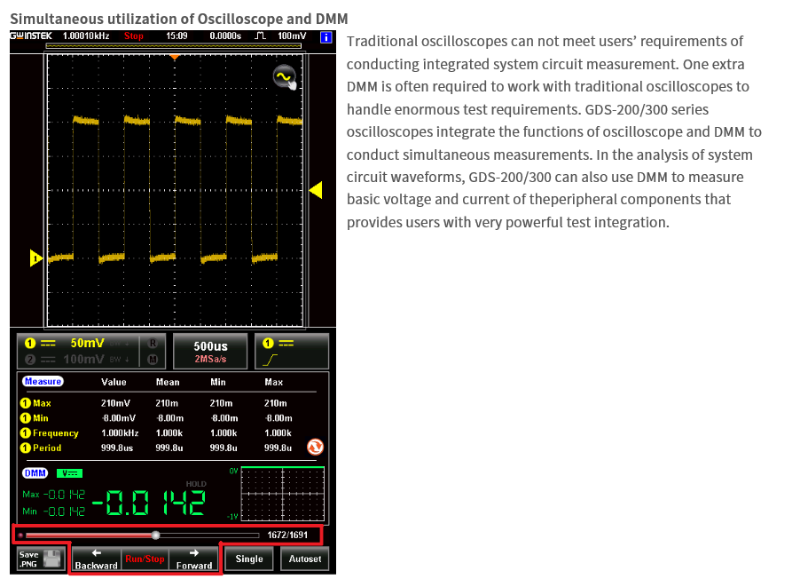 Simultaneous utilization of Oscilloscope and DMM
GWINSTEK 1.00010kHz Stop 15:09 0.0000s 100mV i
Traditional oscilloscopes can not meet users’ requirements of
conducting integrated system circuit measurement. One extra
DMM is often required to work with traditional oscilloscopes to
handle enormous test requirements. GDS-200/300 series
oscilloscopes integrate the functions of oscilloscope and DMM to
conduct simultaneous measurements. In the analysis of system
circuit waveforms, GDS-200/300 can also use DMM to measure
basic voltage and current of theperipheral components that
provides users with very powerful test integration.
1
1 50mV R 500us 1
2 100mV BW M 2MSa/s
Measure Value Mean Min Max
1 Max 210mV 210m 210m 210m
1 Min -8.00mV -8.00m -8.00m -8.00m
1 Frequency 1.000kHz 1.000k 1.000k 1.000k
1 Period 999.8us 999.8u 999.8u 999.8u
DMM V 0V
HOLD
Max -0.0142
-0.0142
Min -0.0142 -1V
1672/1691
Save .PNG
Backward Run/Stop Forward Single Autoset